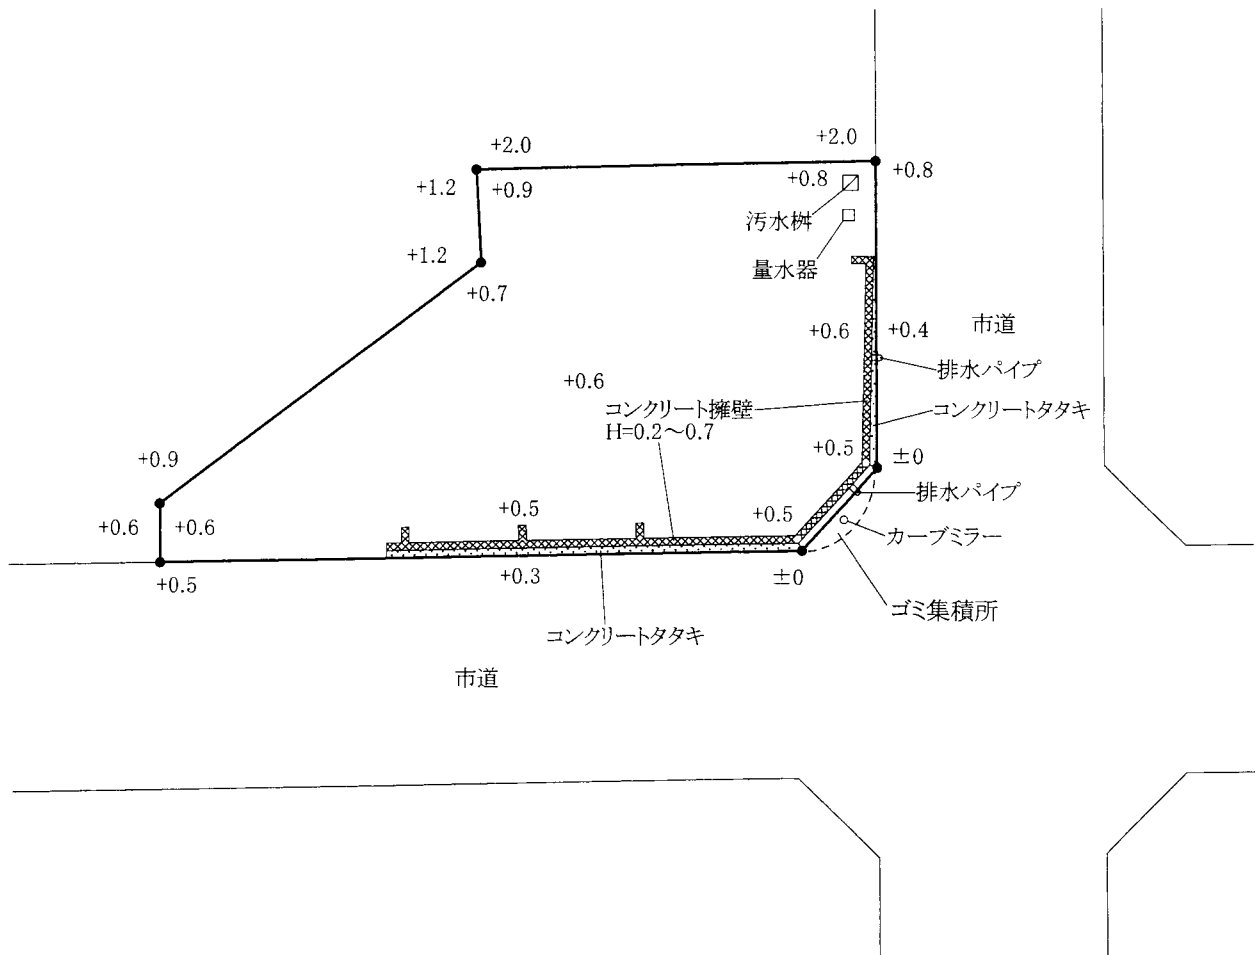 +2.0
+2.0
+1.2
+0.9
+0.8
+0.8
汚水桝
+1.2
量水器
+0.7
+0.6
+0.4
市道
排水パイプ
+0.6
コンクリート擁壁
H=0.2～0.7
コンクリートタタキ
+0.5
±0
+0.9
排水パイプ
+0.6
+0.6
+0.5
+0.5
カーブミラー
+0.5
+0.3
±0
ゴミ集積所
コンクリートタタキ
市道